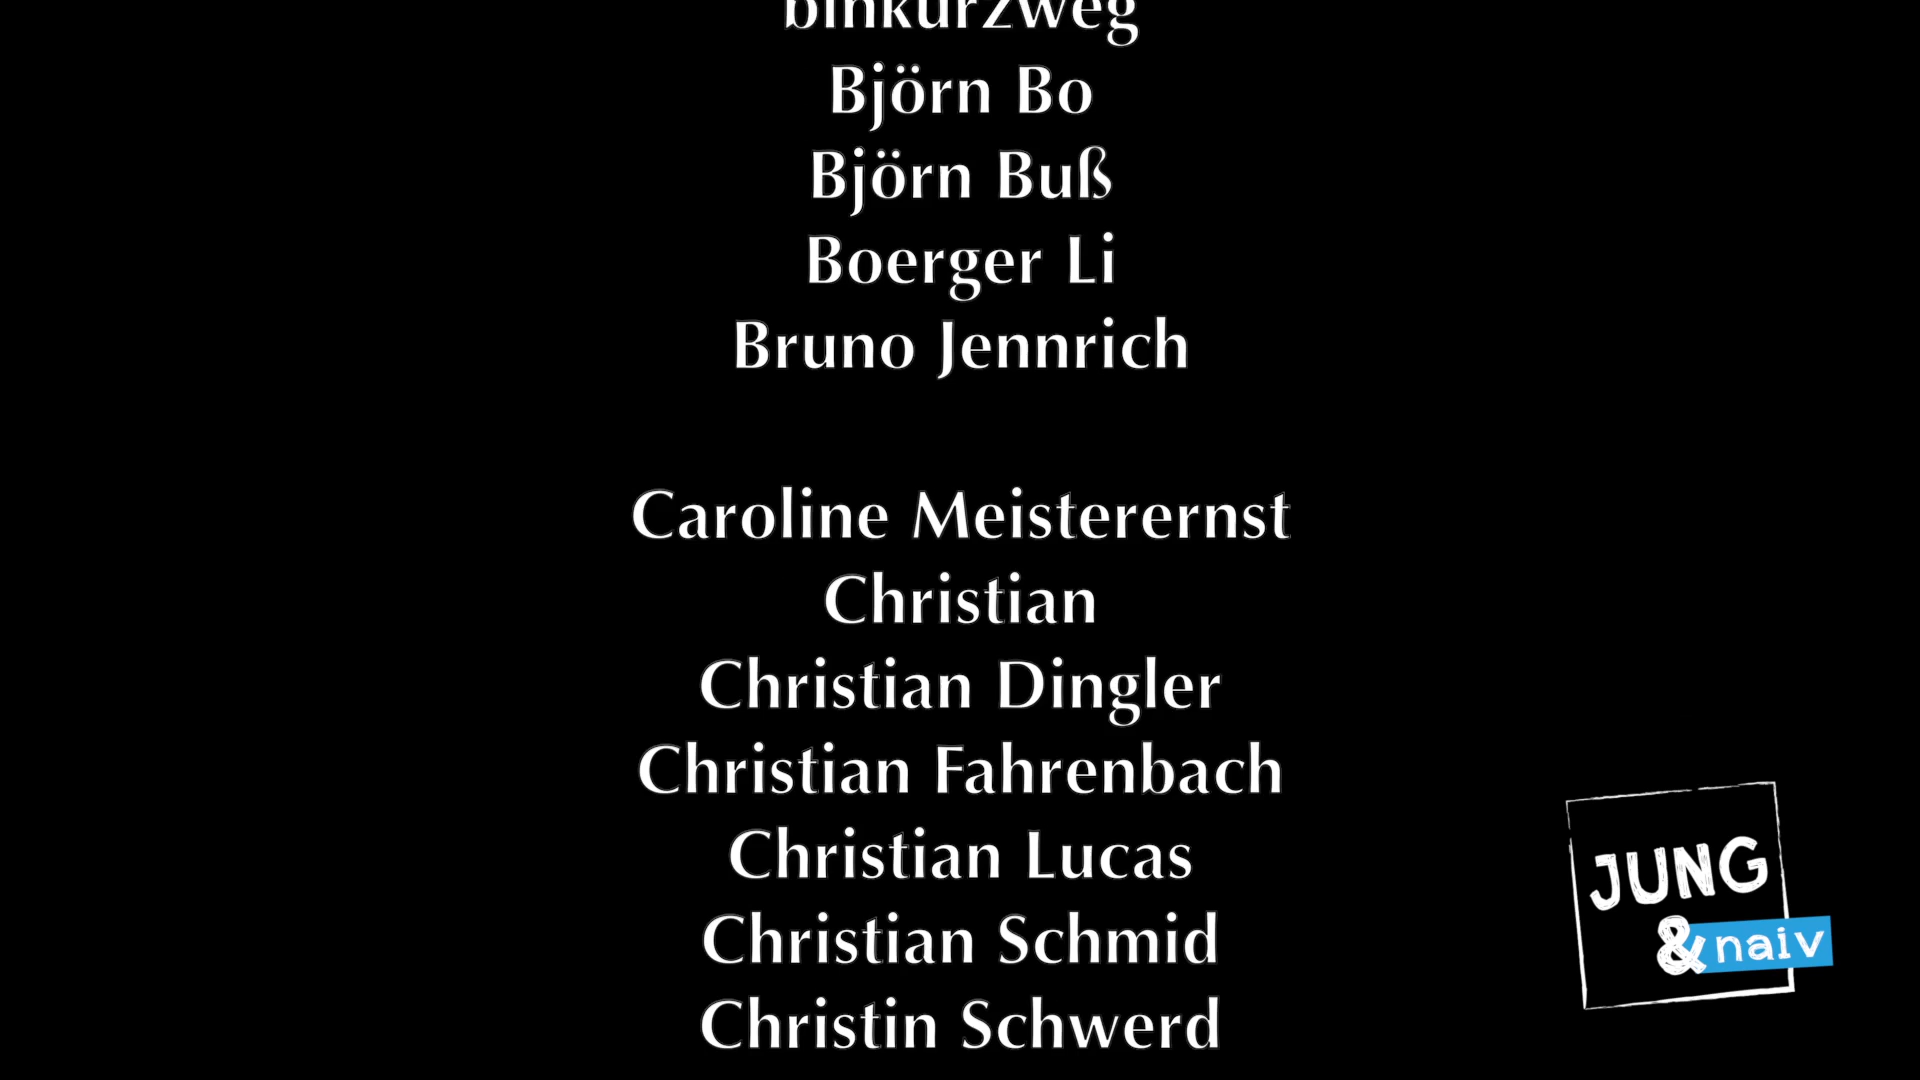 binkurzweg
Björn Bo
Björn Buß
Boerger Li
Bruno Jennrich
Caroline Meisterernst
Christian
Christian Dingler
Christian Fahrenbach
Christian Lucas
Christian Schmid
Christin Schwerd
JUNG
&naiv